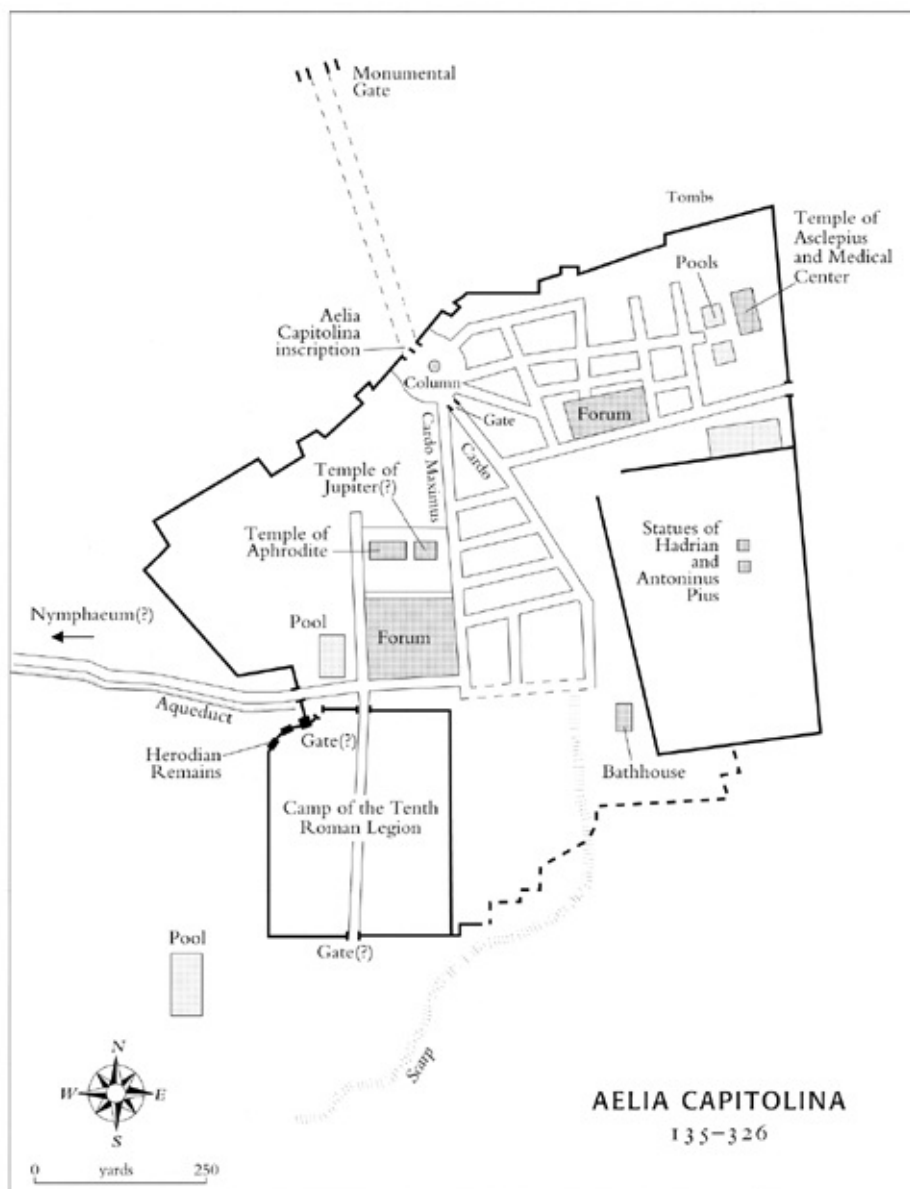 Monumental
Gate
Tombs
Temple of
Asclepius
and Medical
Center
Pools
Aelia
Capitolina
inscription
Column
Gate
Forum
Cardo Maximus
Cardo
Temple of
Jupiter(?)
Temple of
Aphrodite
Statues of
Hadrian
and
Antoninus
Pius
Nymphaeum(?)
Pool
Forum
Aqueduct
Gate(?)
Herodian
Remains
Bathhouse
Camp of the Tenth
Roman Legion
Pool
Gate(?)
Scarp
N
W
E
S
AELIA CAPITOLINA
135–326
0 yards 250